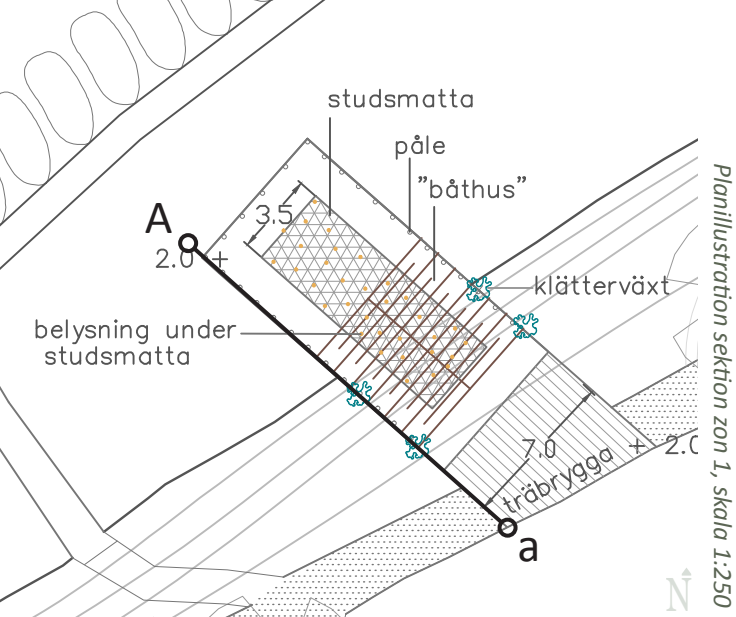 studsmatta
påle
"båthus"
3.5
A
2.0 +
klätterväxt
belysning under
studsmatta
7.0
+ 2.0
träbrygga
a
N
Planillustration sektion zon 1, skala 1:250